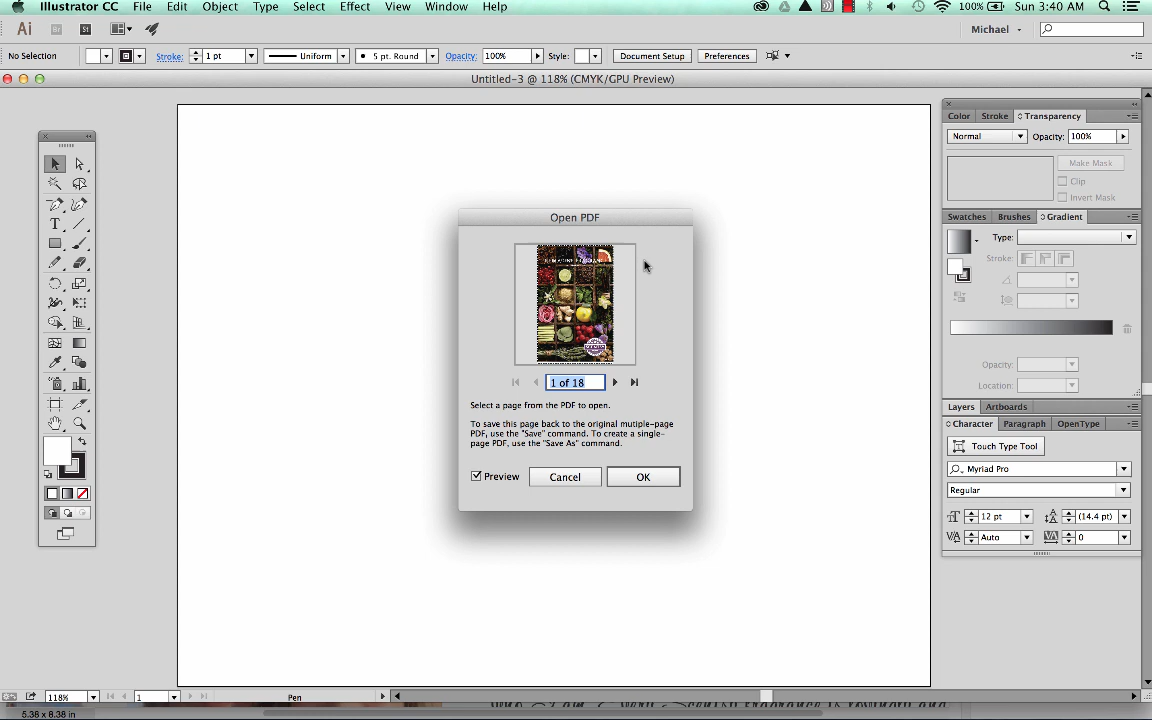 Illustrator CC File Edit Object Type Select Effect View Window Help 100% Sun 3:40 AM
Ai Br St Michael
No Selection Stroke: 1 pt Uniform 5 pt. Round Opacity: 100% Style: Document Setup Preferences
Untitled-3 @ 118% (CMYK/GPU Preview)
Color Stroke Transparency
Normal Opacity: 100%
Make Mask
Clip
Invert Mask
Swatches Brushes Gradient
Type:
Stroke:
Opacity:
Location:
Layers Artboards
Character Paragraph OpenType
Touch Type Tool
Myriad Pro
Regular
12 pt (14.4 pt)
Auto 0
Open PDF
1 of 18
Select a page from the PDF to open.
To save this page back to the original mutiple-page
PDF, use the "Save" command. To create a single-
page PDF, use the "Save As" command.
Preview Cancel OK
118% 1 Pen
5.38 x 8.38 in